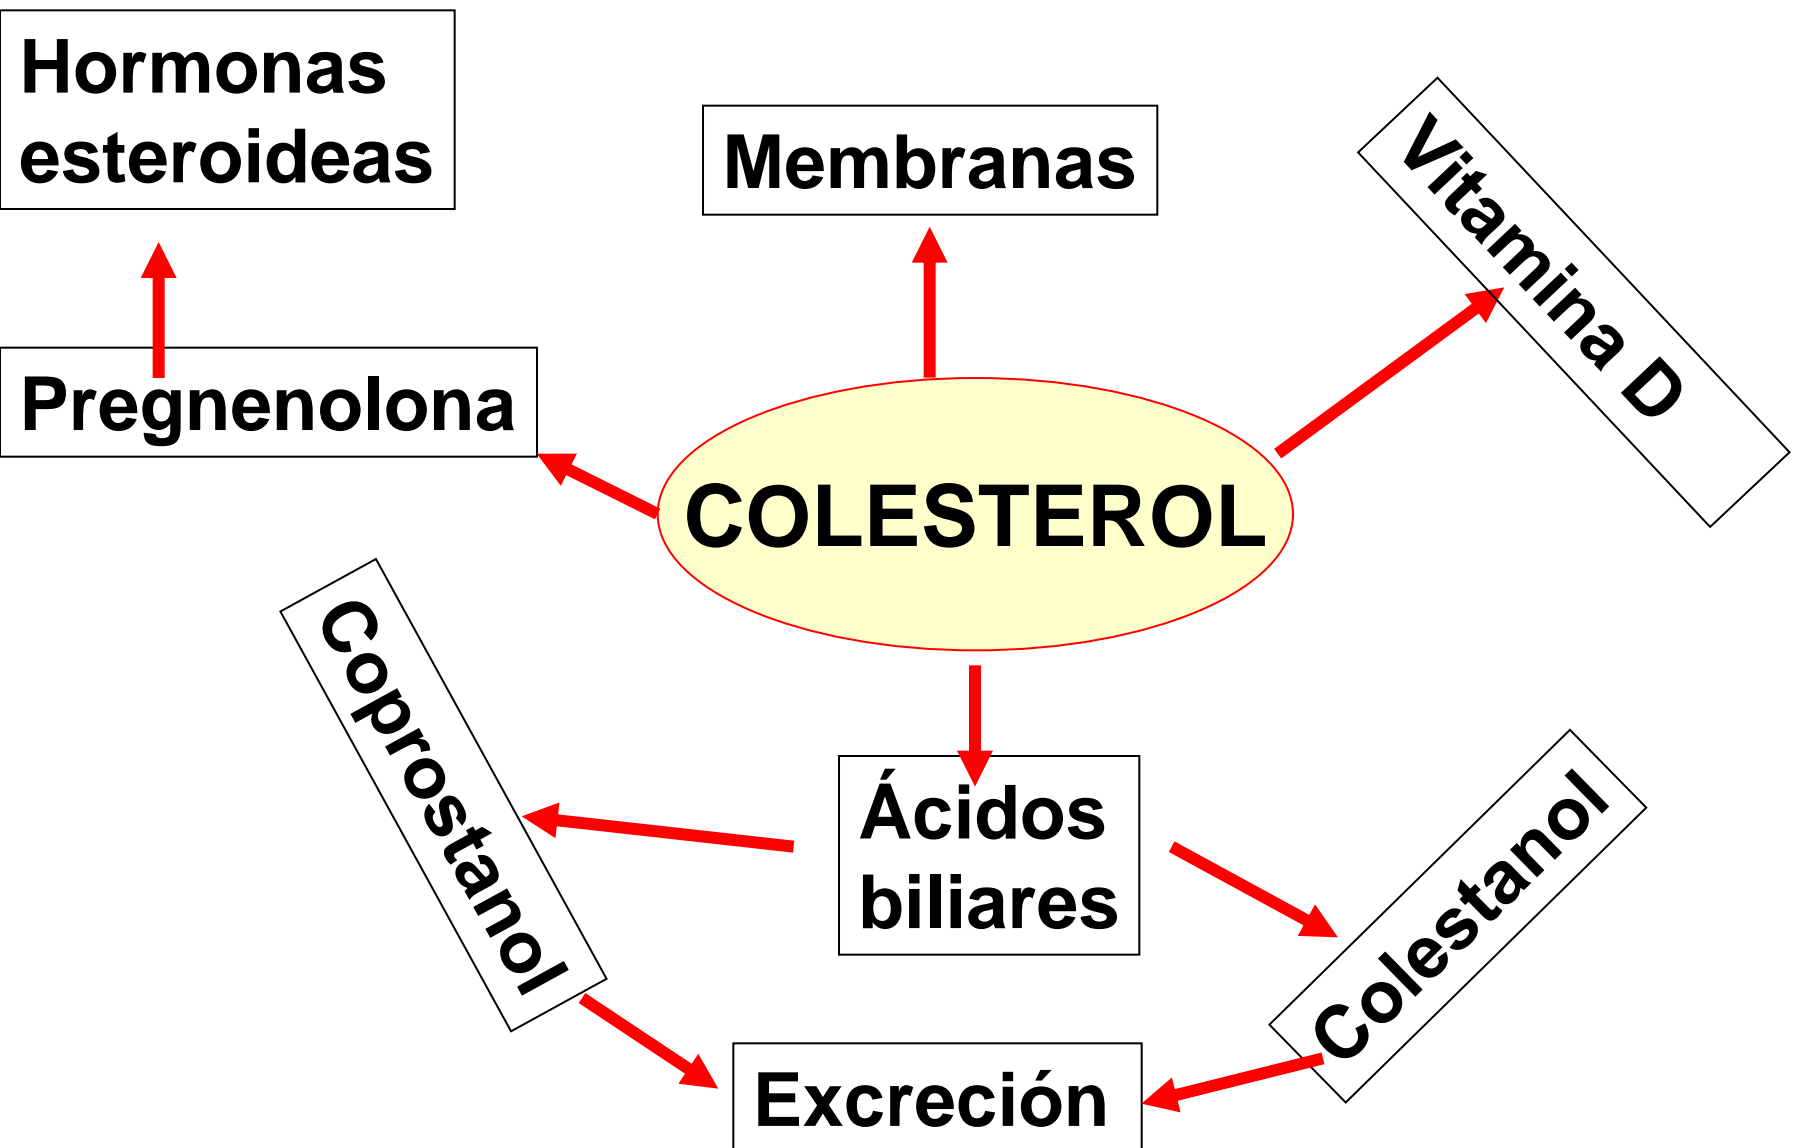 Hormonas
esteroideas
Membranas
Vitamina D
Pregnenolona
COLESTEROL
Coprostanol
Ácidos
biliares
Colestanol
Excreción